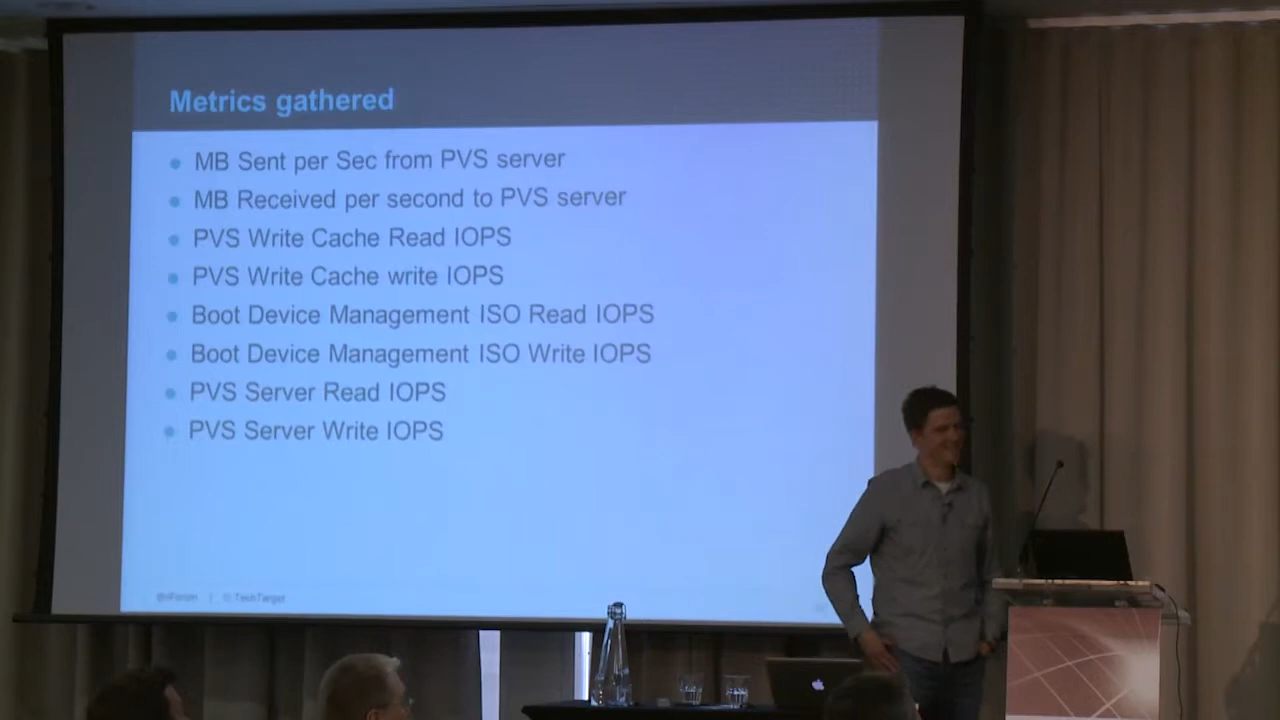 Metrics gathered
MB Sent per Sec from PVS server
MB Received per second to PVS server
PVS Write Cache Read IOPS
PVS Write Cache write IOPS
Boot Device Management ISO Read IOPS
Boot Device Management ISO Write IOPS
PVS Server Read IOPS
PVS Server Write IOPS
© TechTarget